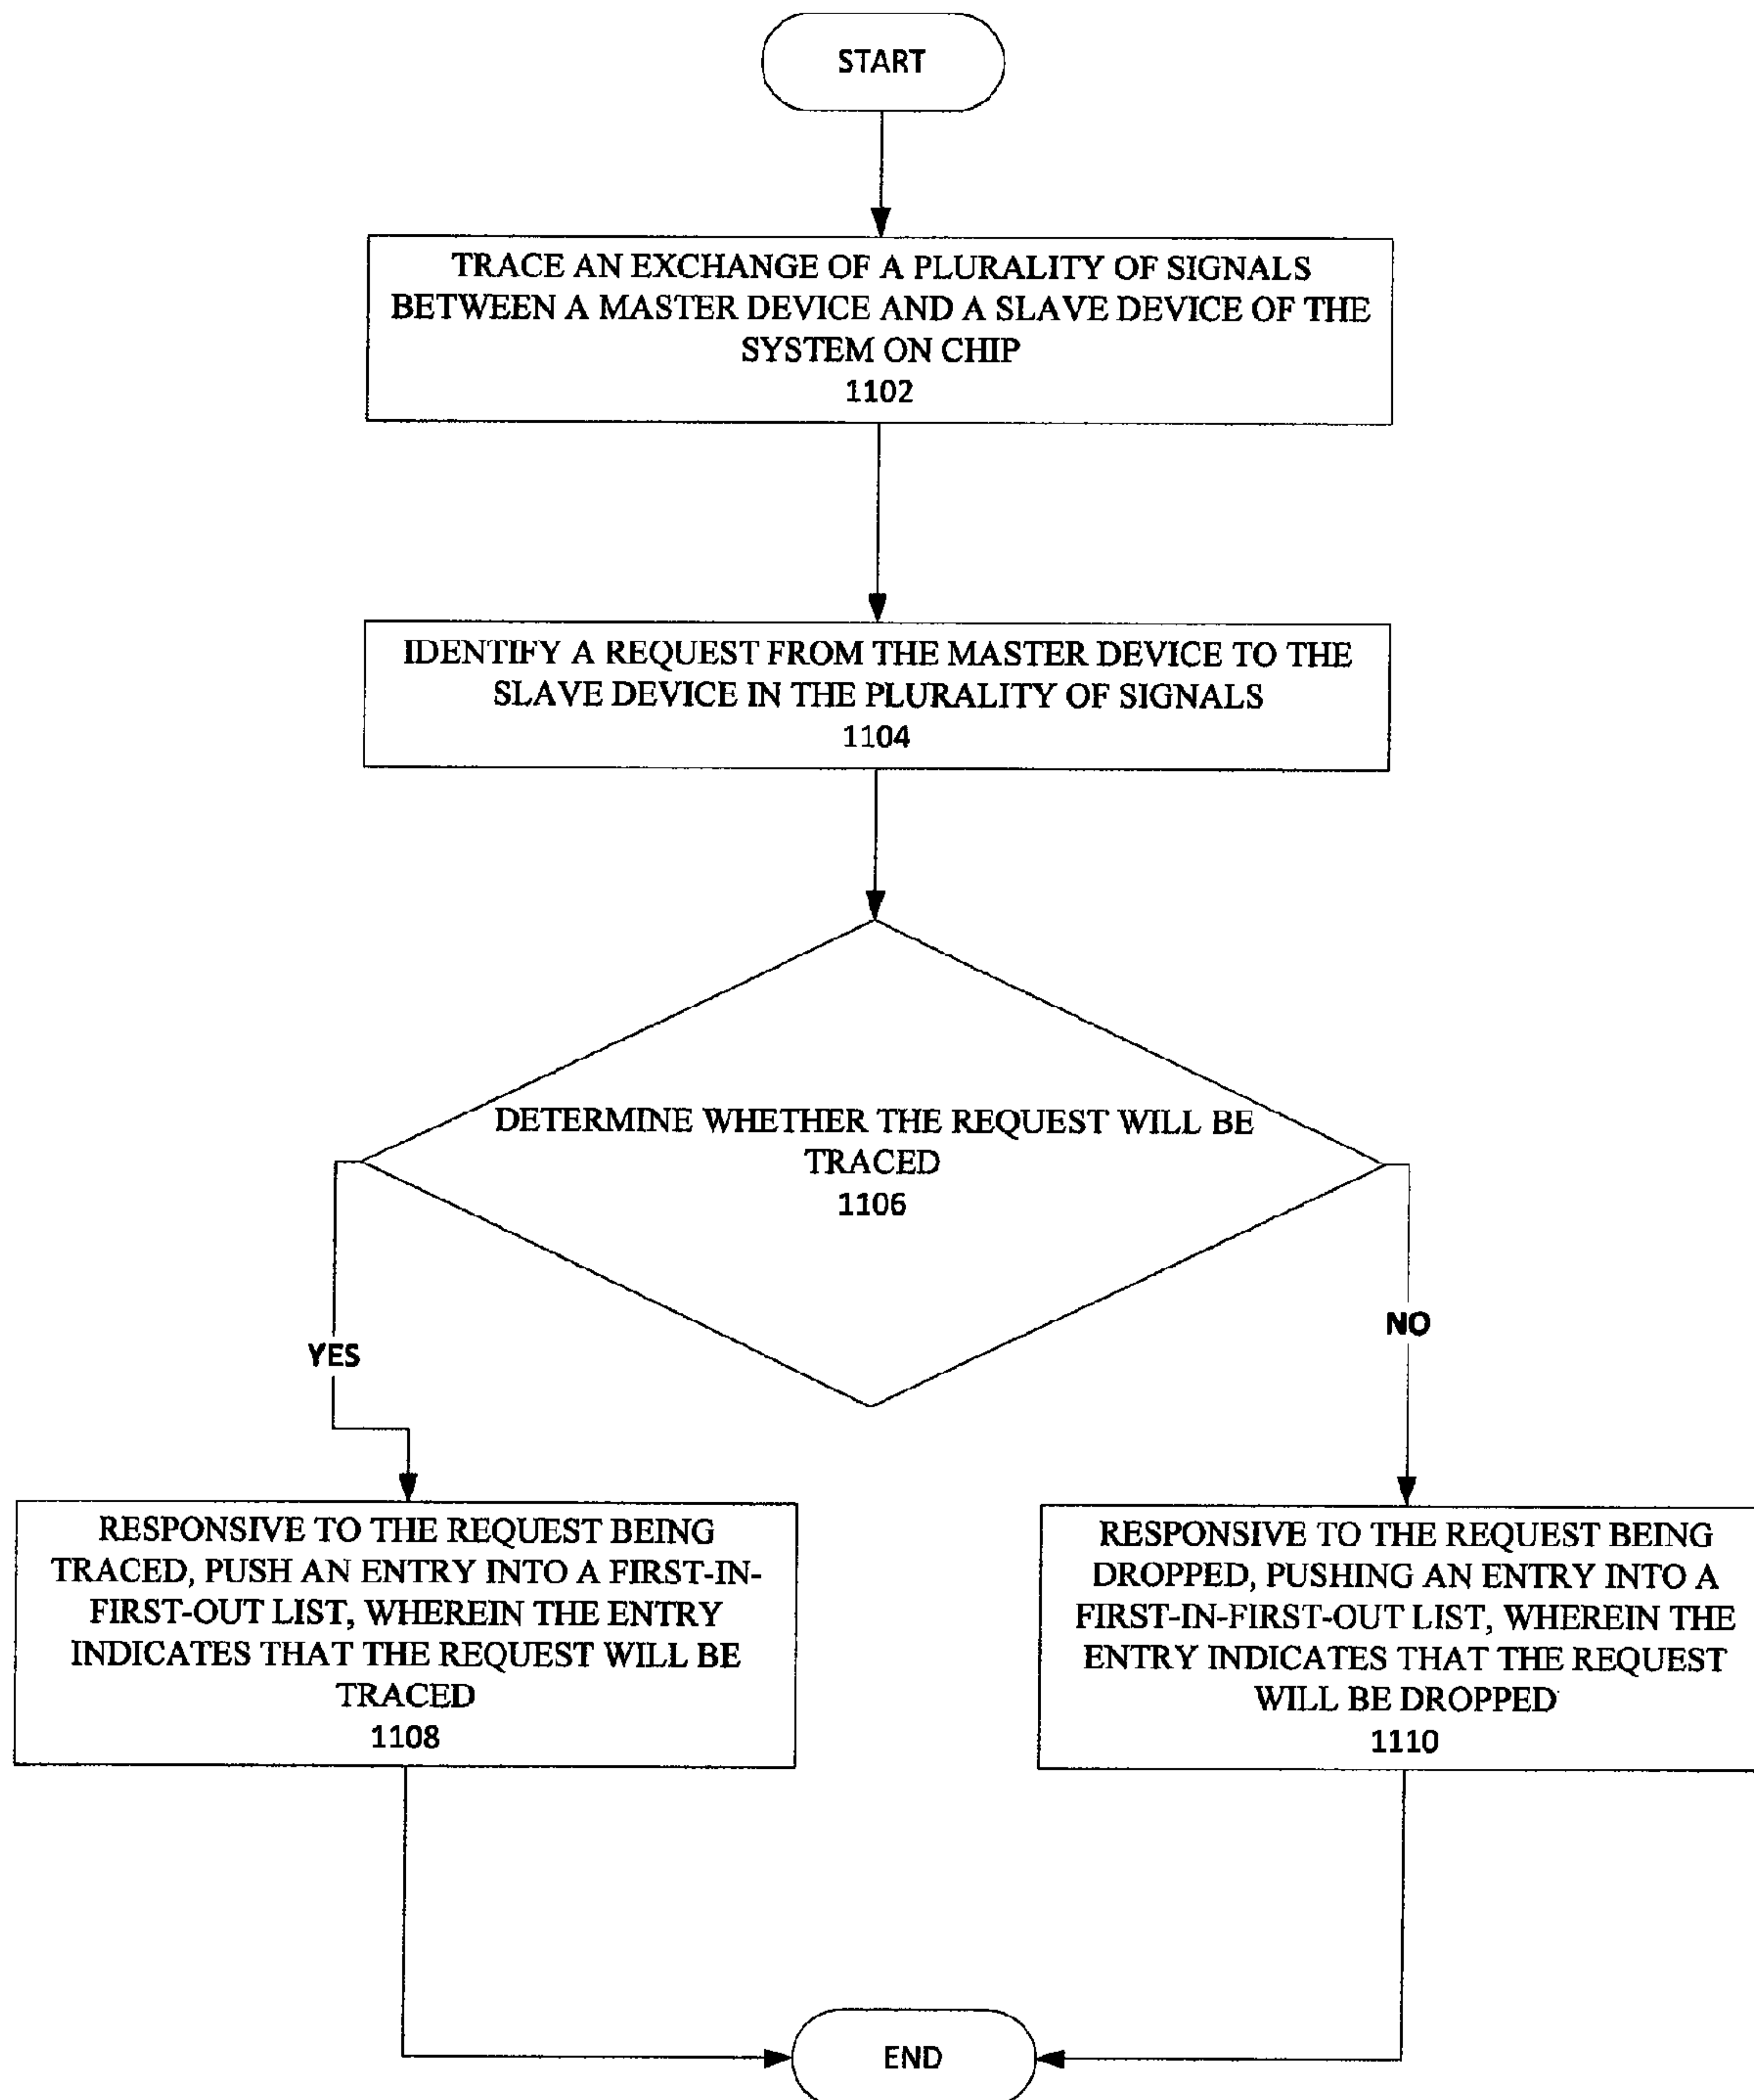 START
TRACE AN EXCHANGE OF A PLURALITY OF SIGNALS
BETWEEN A MASTER DEVICE AND A SLAVE DEVICE OF THE
SYSTEM ON CHIP
1102
IDENTIFY A REQUEST FROM THE MASTER DEVICE TO THE
SLAVE DEVICE IN THE PLURALITY OF SIGNALS
1104
DETERMINE WHETHER THE REQUEST WILL BE
TRACED
1106
YES
NO
RESPONSIVE TO THE REQUEST BEING
TRACED, PUSH AN ENTRY INTO A FIRST-IN-
FIRST-OUT LIST, WHEREIN THE ENTRY
INDICATES THAT THE REQUEST WILL BE
TRACED
1108
RESPONSIVE TO THE REQUEST BEING
DROPPED, PUSHING AN ENTRY INTO A
FIRST-IN-FIRST-OUT LIST, WHEREIN THE
ENTRY INDICATES THAT THE REQUEST
WILL BE DROPPED
1110
END